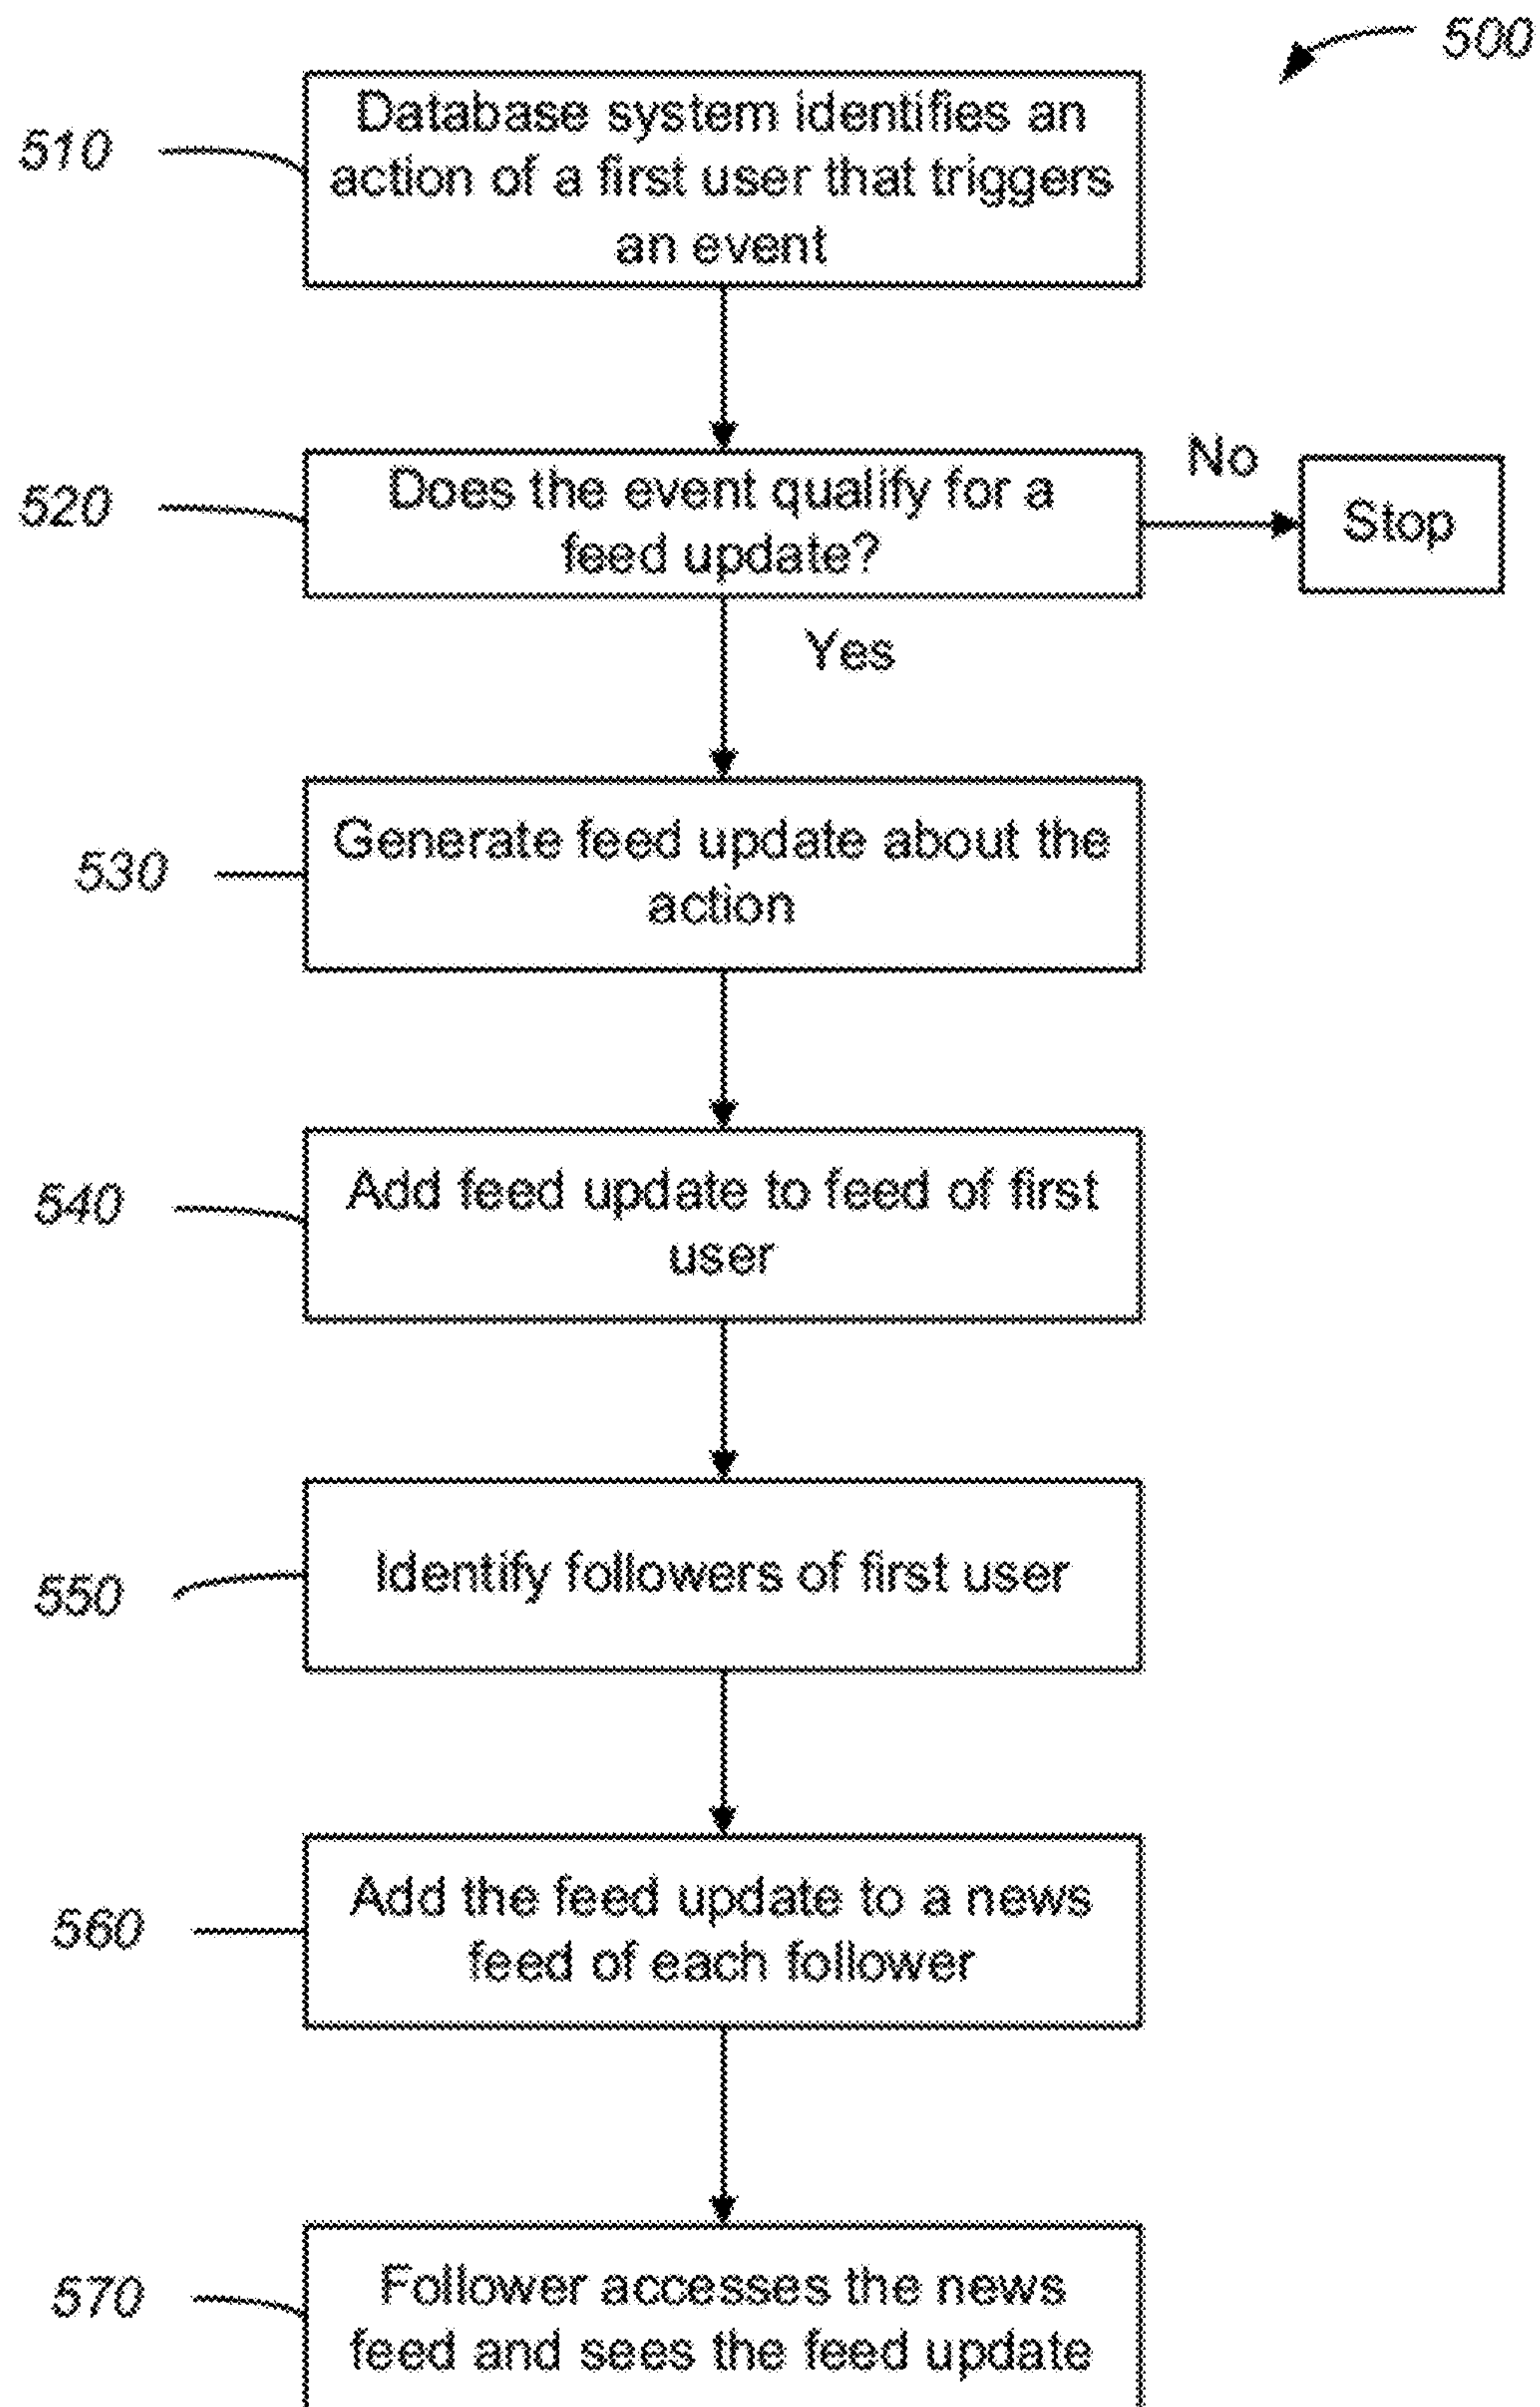 500
510
Database system identifies an
action of a first user that triggers
an event
520
Does the event qualify for a
feed update?
No
Stop
Yes
530
Generate feed update about the
action
540
Add feed update to feed of first
user
550
Identify followers of first user
560
Add the feed update to a news
feed of each follower
570
Follower accesses the news
feed and sees the feed update